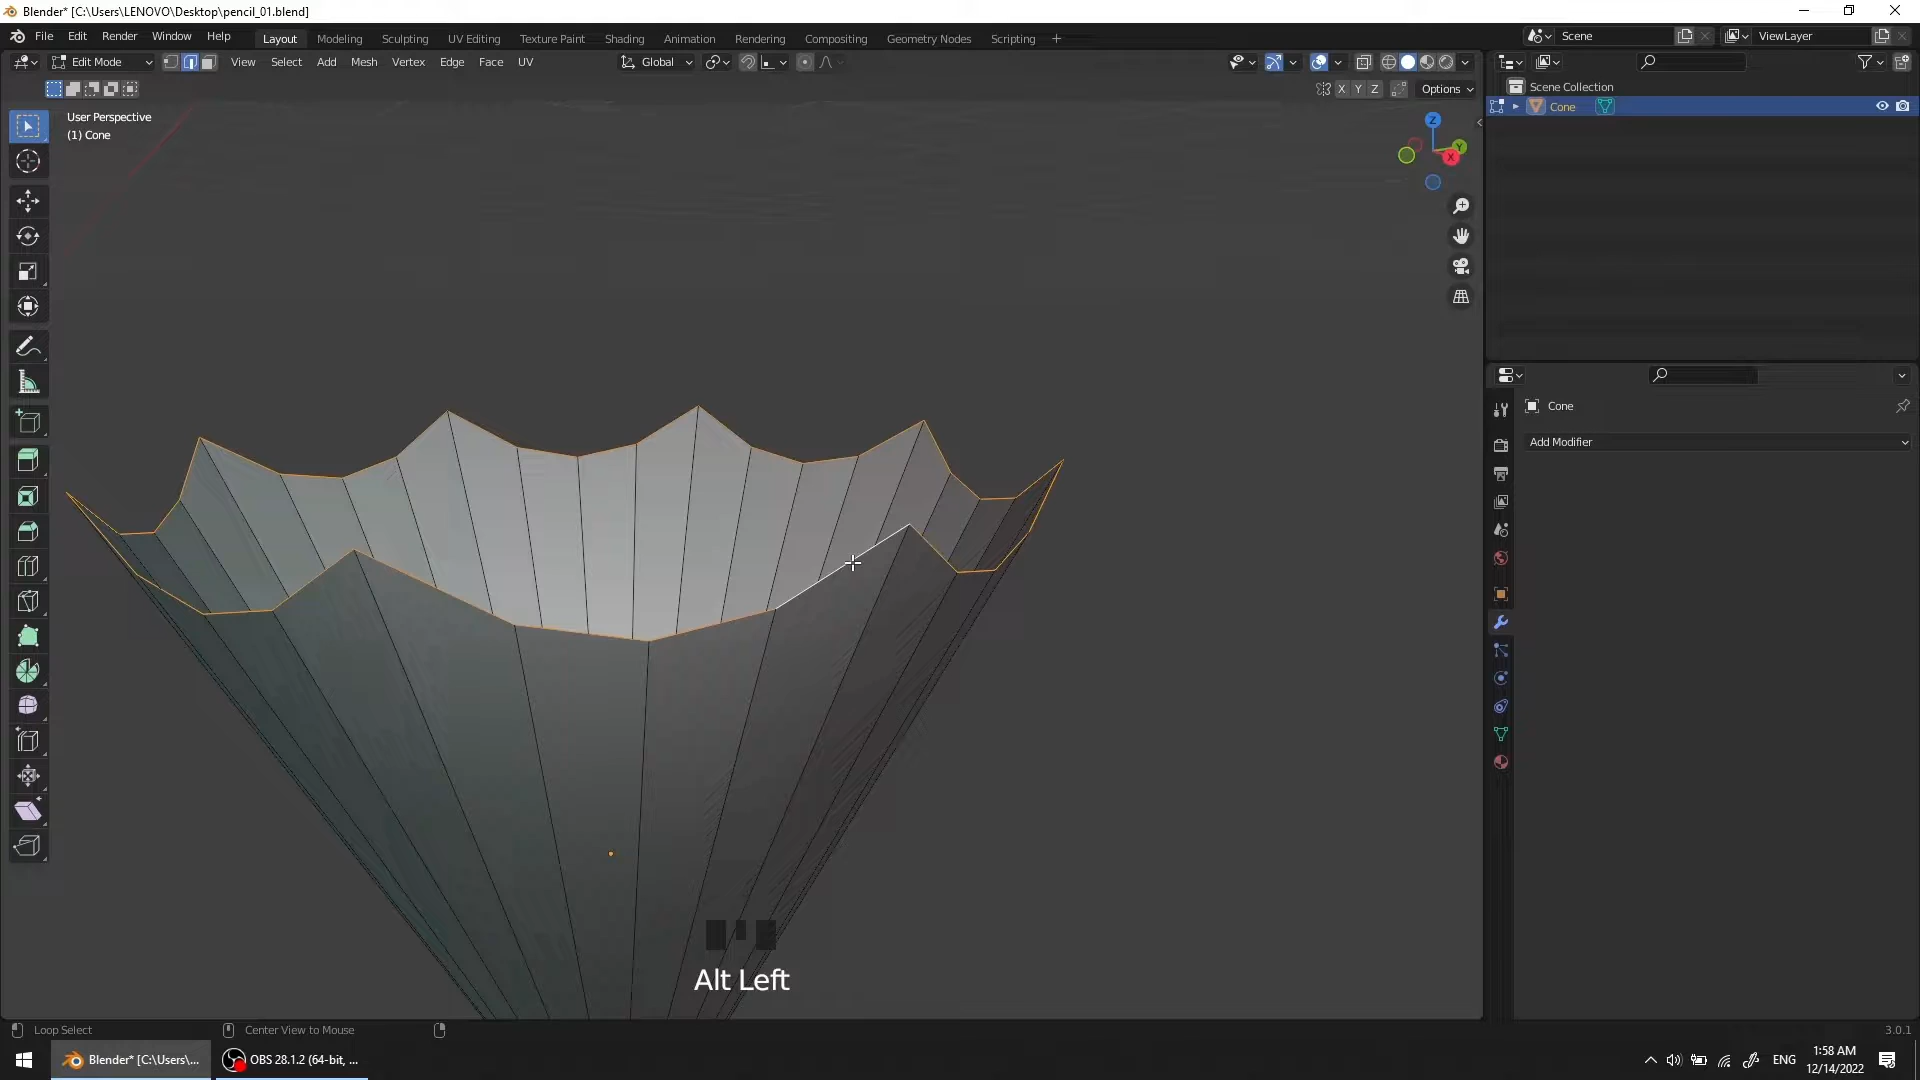 Blender* [C:\Users\LENOVO\Desktop\pencil_01.blend]
File Edit Render Window Help Layout Modeling Sculpting UV Editing Texture Paint Shading Animation Rendering Compositing Geometry Nodes Scripting + Scene ViewLayer
Edit Mode View Select Add Mesh Vertex Edge Face UV Global
X Y Z Options
Scene Collection
Cone
User Perspective
(1) Cone
Z
Y
X
Cone
Add Modifier
Alt Left
Loop Select Center View to Mouse 3.0.1
Blender* [C:\Users\... OBS 28.1.2 (64-bit, ... ENG
1:58 AM
12/14/2022